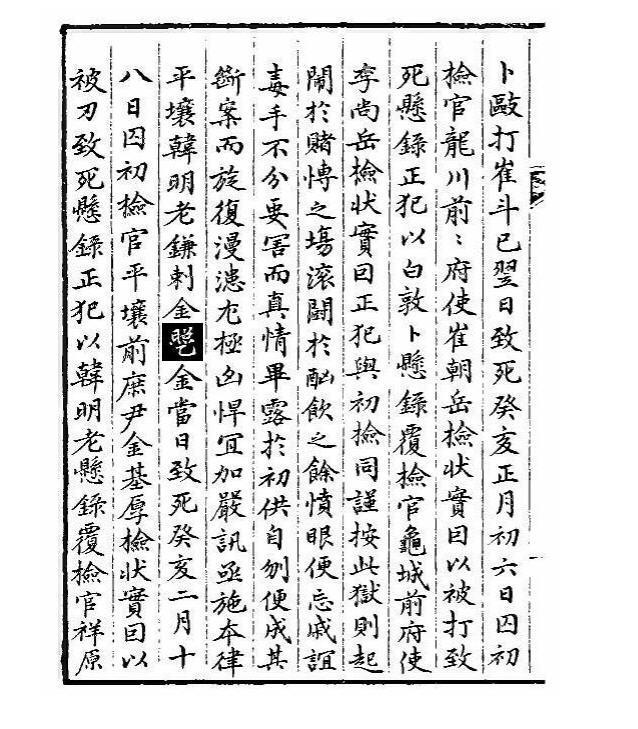 卜毆打崔斗已翌日致死癸亥正月初六日囚初
檢官龍川前〻府使崔朝岳檢狀實因以被打致
死懸錄正犯以白敦卜懸錄覆檢官龜城前府使
李尚岳檢狀實因正犯與初檢同謹按此獄則起
鬧於賭愽之塲滚鬪於酗飲之餘憤眼便忘戚誼
毒手不分要害而真情畢露於初供自刎便成其
斷案而旋復漫漶尤極凶悍冝加嚴訊亟施夲律
平壤韓明老鎌刺金金當日致死癸亥二月十
八日囚初檢官平壤前庶尹金基厚檢狀實因以
被刃致死懸錄正犯以韓明老懸錄覆檢官祥原